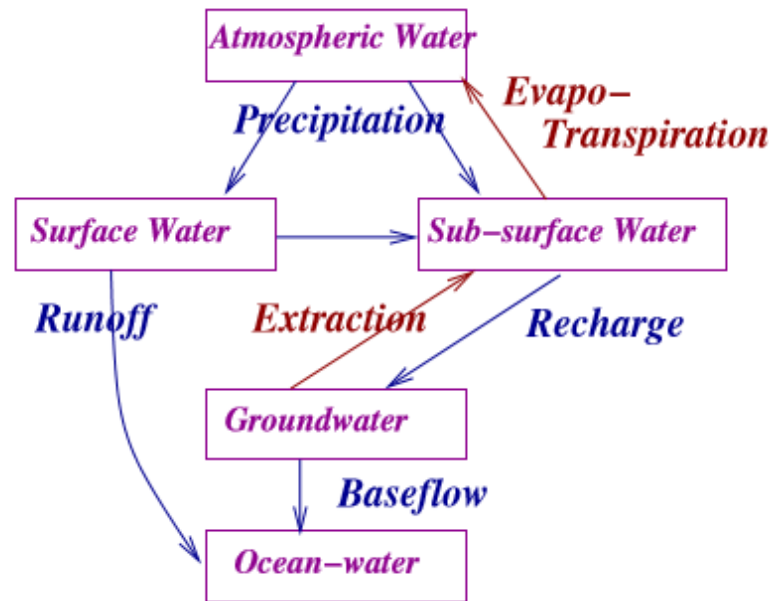 Atmospheric Water
Precipitation
Evapo-
Transpiration
Surface Water
Sub-surface Water
Runoff
Extraction
Recharge
Groundwater
Baseflow
Ocean-water